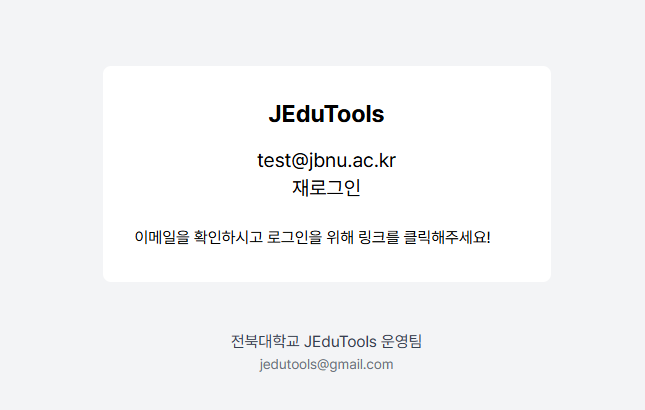 JEduTools
test@jbnu.ac.kr
재로그인
이메일을 확인하시고 로그인을 위해 링크를 클릭해주세요!
전북대학교 JEduTools 운영팀
jedutools@gmail.com